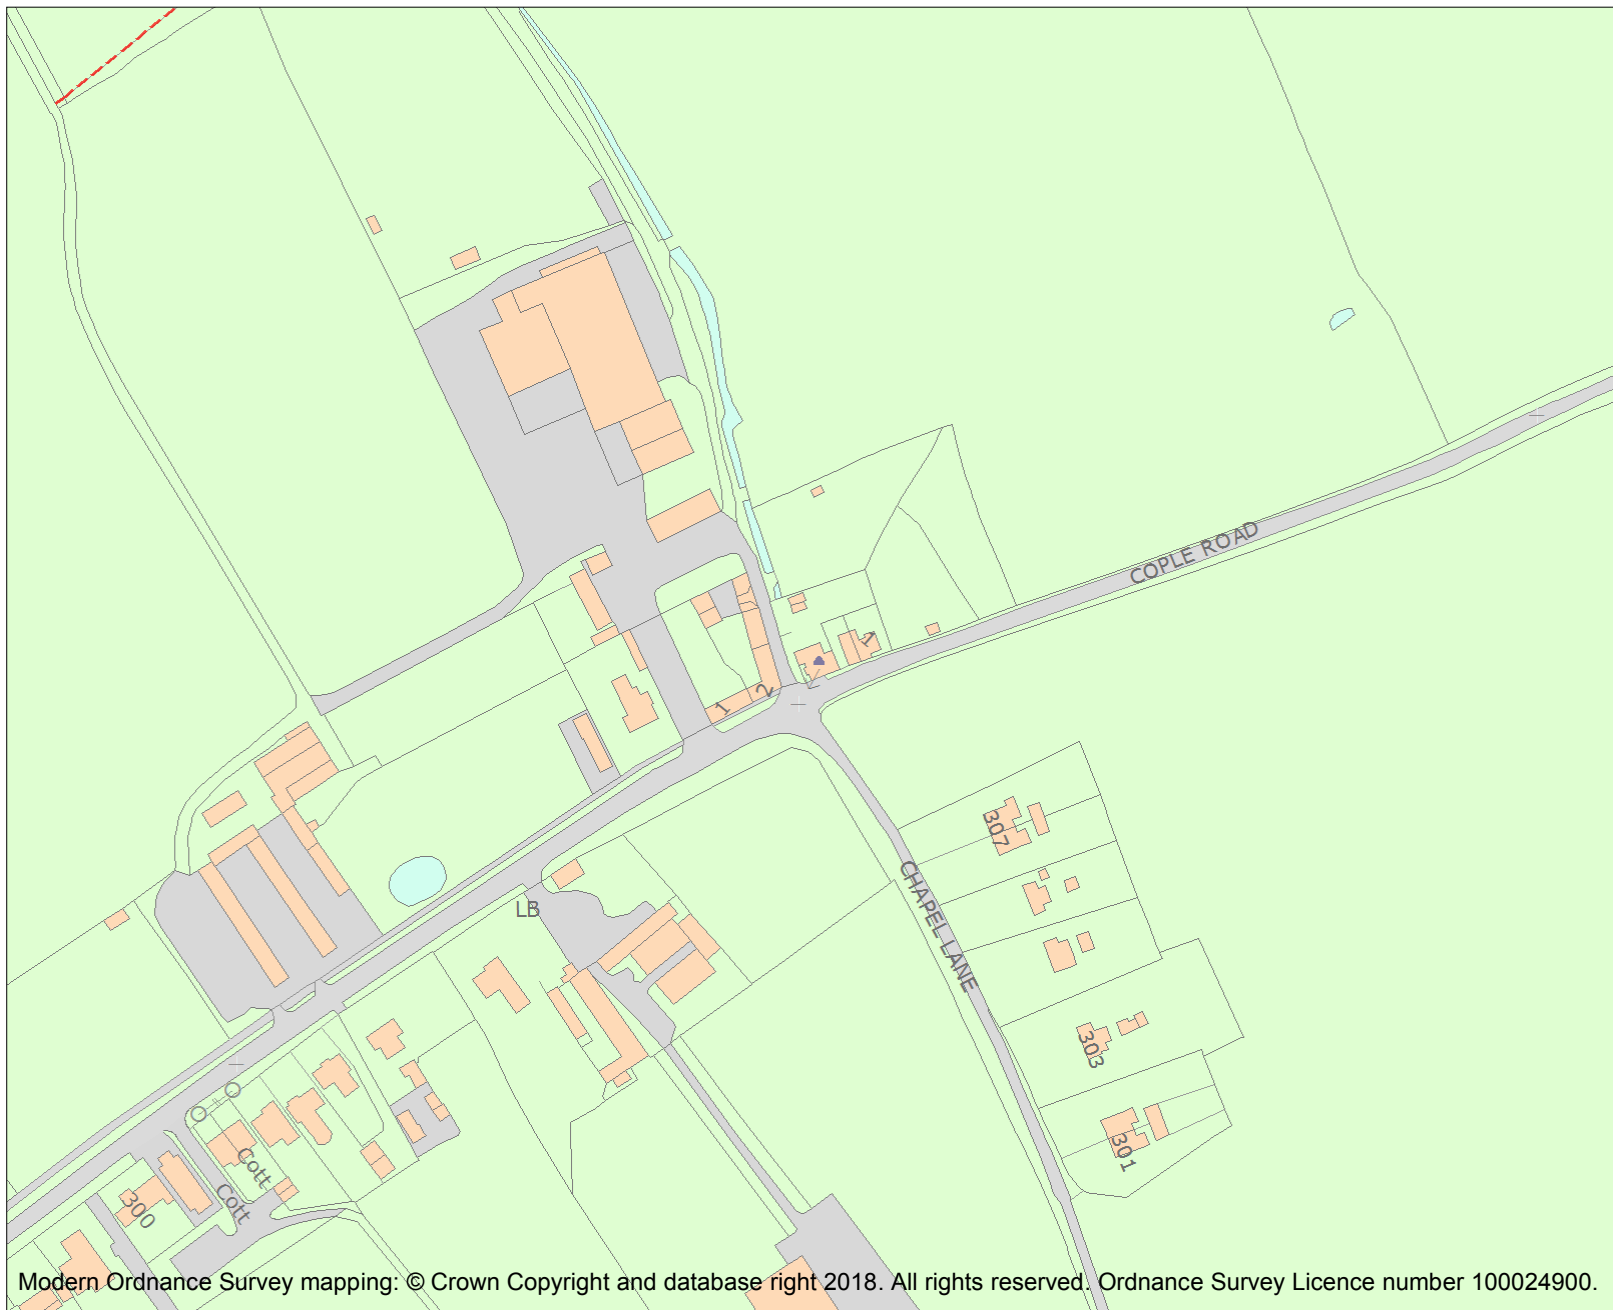 COPLE ROAD
1
2
1
307
CHAPEL LANE
LB
303
301
Cott
Cott
300
Modern Ordnance Survey mapping: © Crown Copyright and database right 2018. All rights reserved. Ordnance Survey Licence number 100024900.